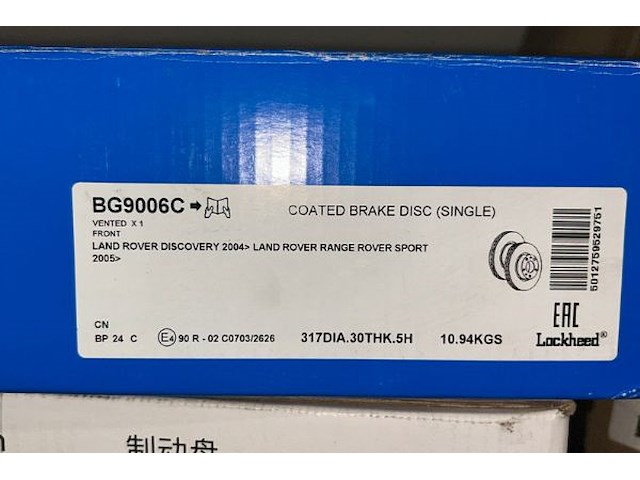 BG9006C
COATED BRAKE DISC (SINGLE)
VENTED X 1
FRONT
LAND ROVER DISCOVERY 2004> LAND ROVER RANGE ROVER SPORT
2005>
5012759529751
CN
BP 24 C
E4 90 R - 02 C0703/2626
317DIA.30THK.5H
10.94KGS
EAC
Lockheed®
制动盘